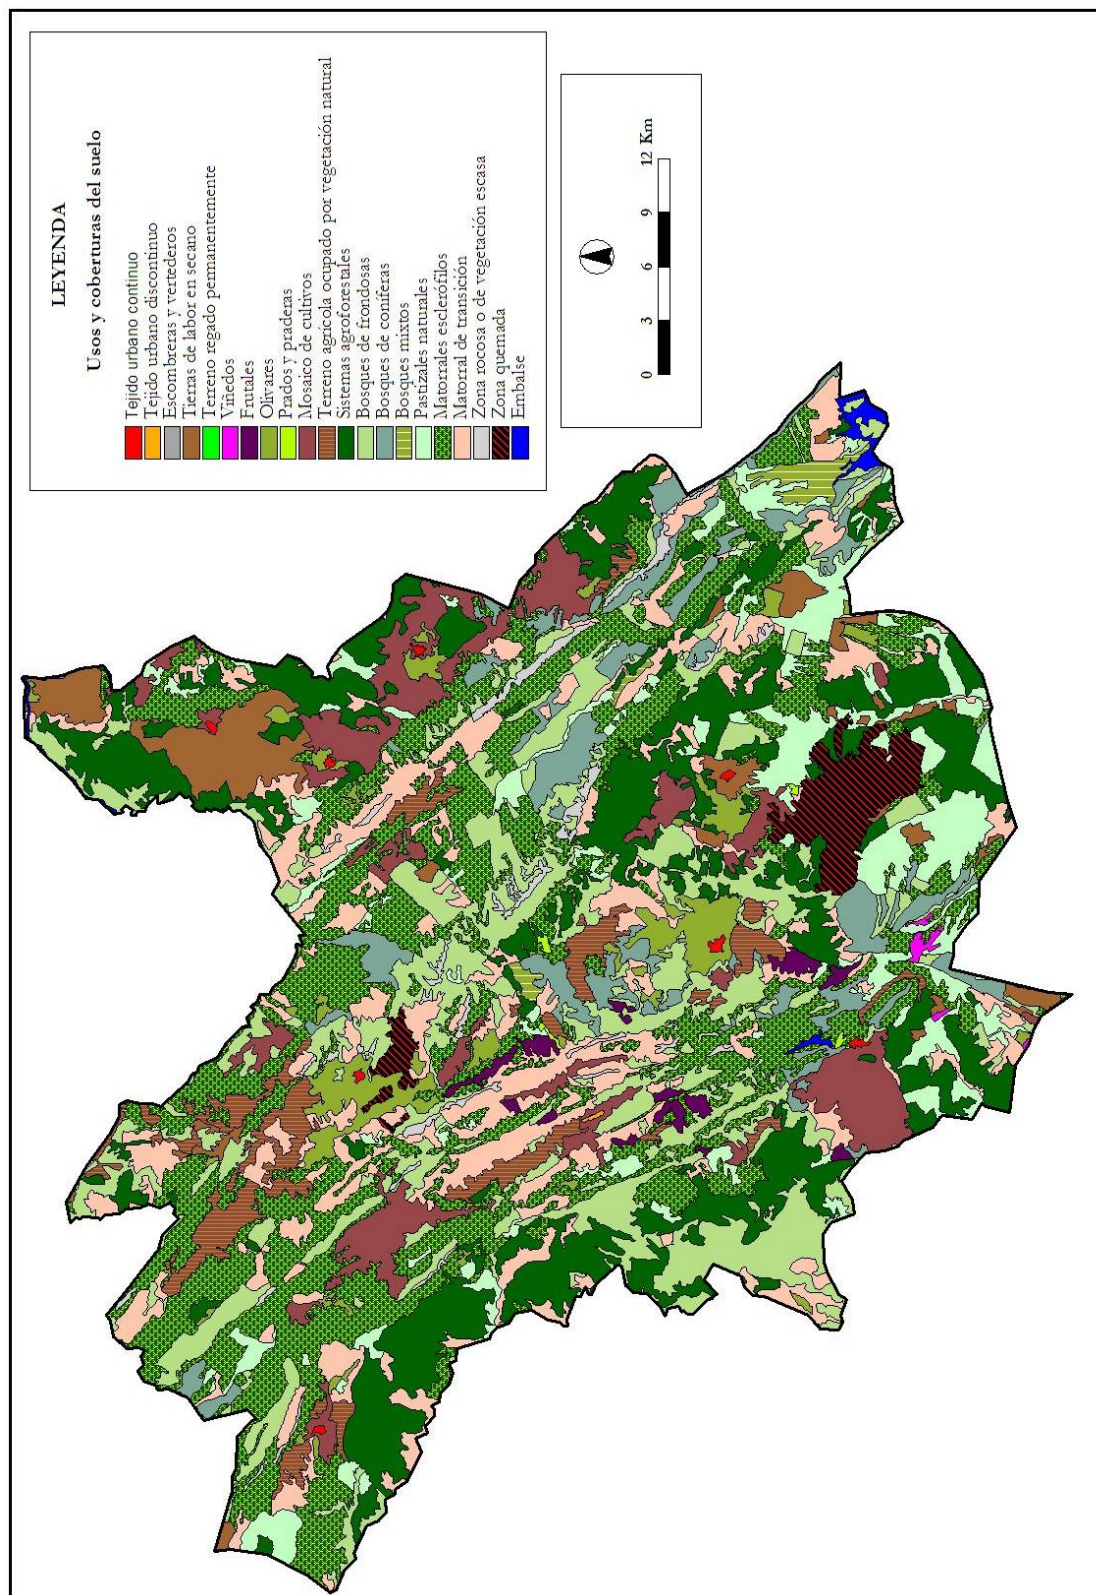 LEYENDA
Usos y coberturas del suelo
Tejido urbano continuo
Tejido urbano discontinuo
Escombreras y vertederos
Tierras de labor en secano
Terreno regado permanentemente
Viñedos
Frutales
Olivares
Prados y praderas
Mosaico de cultivos
Terreno agrícola ocupado por vegetación natural
Sistemas agroforestales
Bosques de frondosas
Bosques de coníferas
Bosques mixtos
Pastizales naturales
Matorrales esclerófilos
Matorral de transición
Zona rocosa o de vegetación escasa
Zona quemada
Embalse
0 3 6 9 12 Km